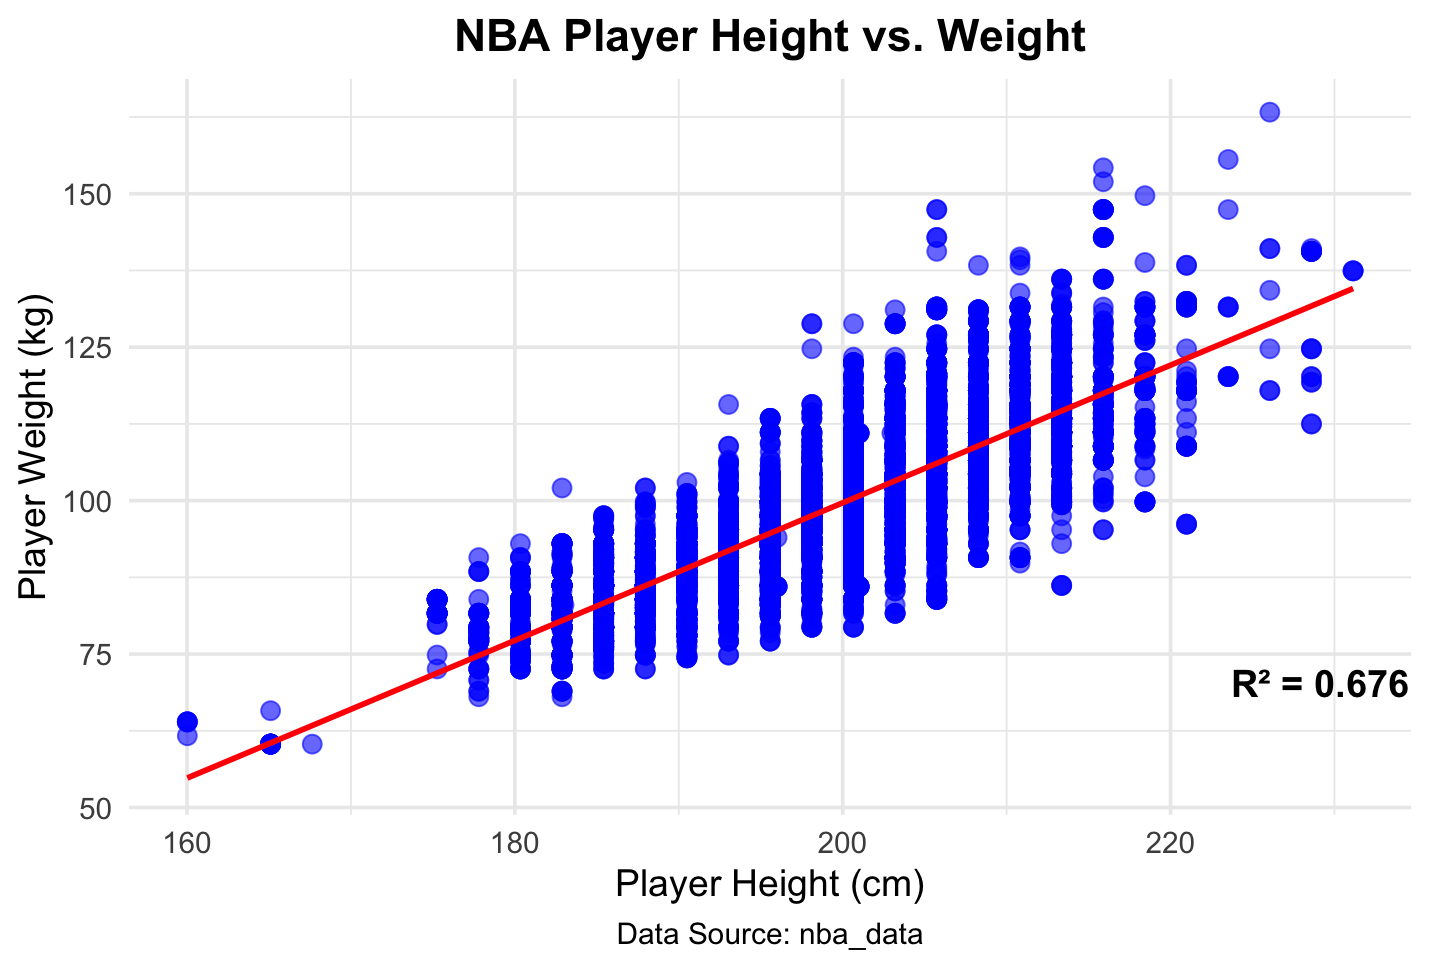 NBA Player Height vs. Weight
Player Weight (kg)
150
125
100
75
50
R² = 0.676
160 180 200 220
Player Height (cm)
Data Source: nba_data